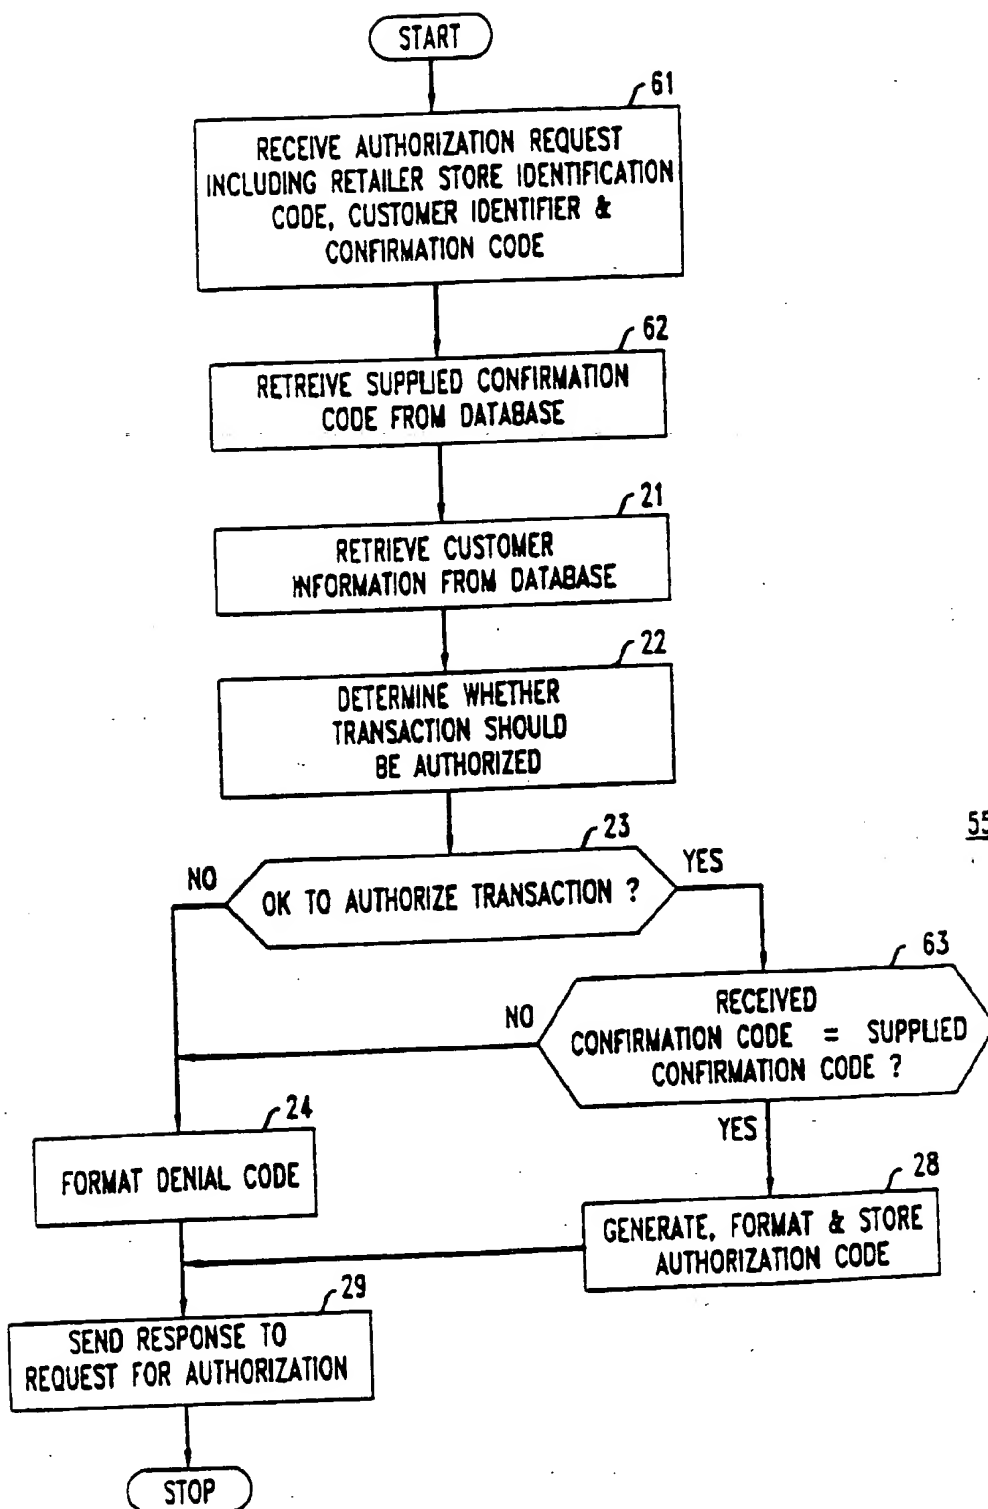 START
61
RECEIVE AUTHORIZATION REQUEST
INCLUDING RETAILER STORE IDENTIFICATION
CODE, CUSTOMER IDENTIFIER &
CONFIRMATION CODE
62
RETREIVE SUPPLIED CONFIRMATION
CODE FROM DATABASE
21
RETRIEVE CUSTOMER
INFORMATION FROM DATABASE
22
DETERMINE WHETHER
TRANSACTION SHOULD
BE AUTHORIZED
55
23
NO
YES
OK TO AUTHORIZE TRANSACTION ?
63
NO
RECEIVED
CONFIRMATION CODE = SUPPLIED
CONFIRMATION CODE ?
YES
24
FORMAT DENIAL CODE
28
GENERATE, FORMAT & STORE
AUTHORIZATION CODE
29
SEND RESPONSE TO
REQUEST FOR AUTHORIZATION
STOP